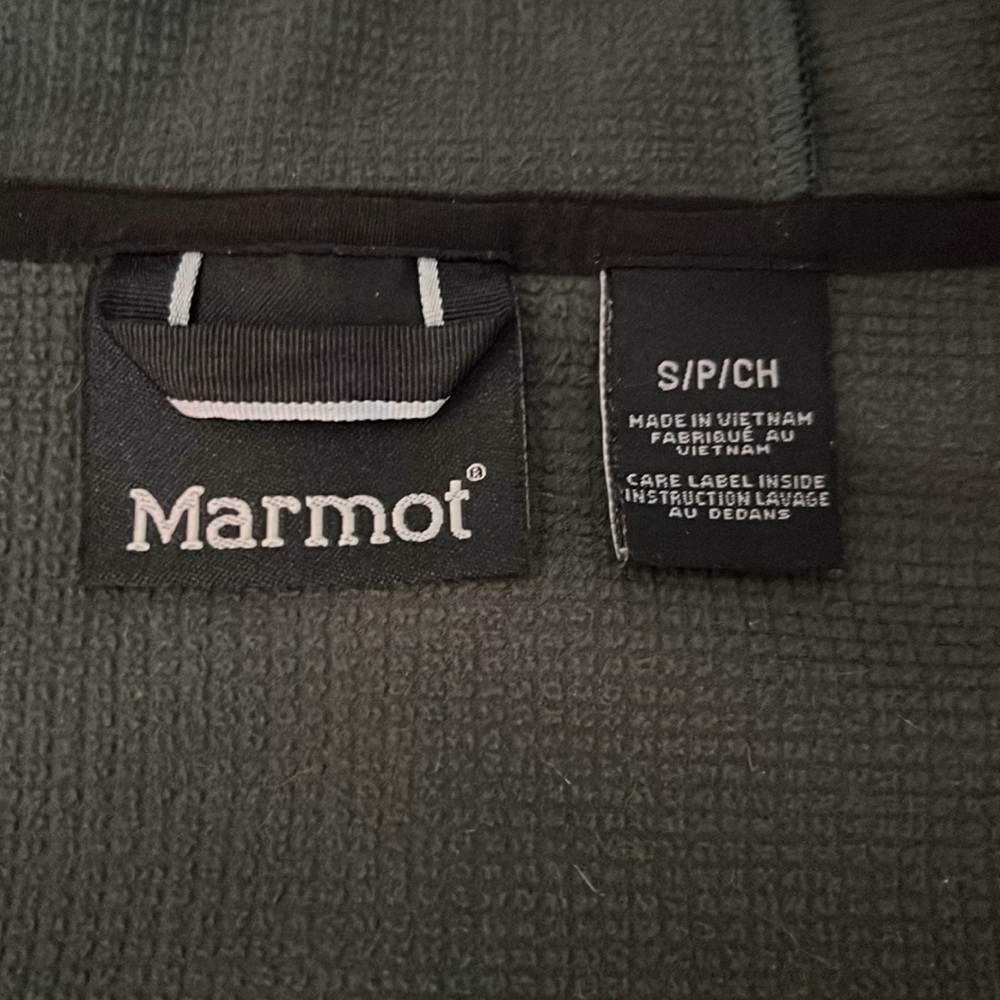 Marmot®
S/P/CH
MADE IN VIETNAM
FABRIQUÉ AU
VIETNAM
CARE LABEL INSIDE
INSTRUCTION LAVAGE
AU DEDANS